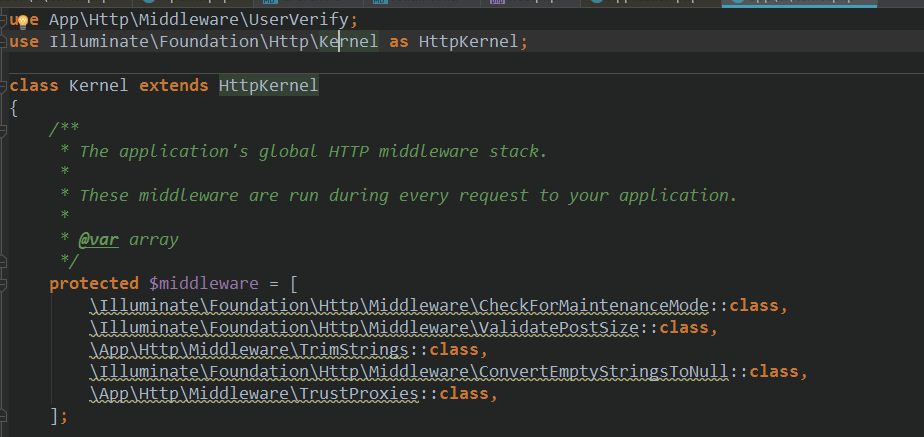 use App\Http\Middleware\UserVerify;
use Illuminate\Foundation\Http\Kernel as HttpKernel;
class Kernel extends HttpKernel
{
/**
* The application's global HTTP middleware stack.
*
* These middleware are run during every request to your application.
*
* @var array
*/
protected $middleware = [
\Illuminate\Foundation\Http\Middleware\CheckForMaintenanceMode::class,
\Illuminate\Foundation\Http\Middleware\ValidatePostSize::class,
\App\Http\Middleware\TrimStrings::class,
\Illuminate\Foundation\Http\Middleware\ConvertEmptyStringsToNull::class,
\App\Http\Middleware\TrustProxies::class,
];